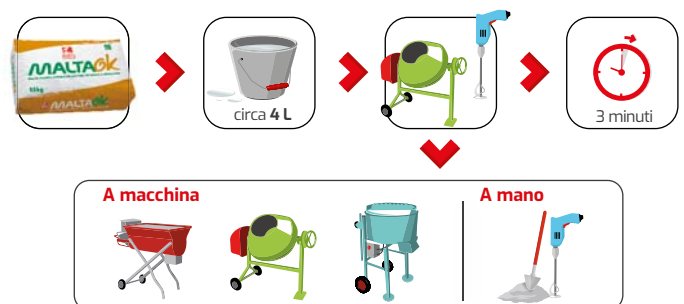 MALTAOK
MALTAOK
circa 4 L
3 minuti
A macchina
A mano